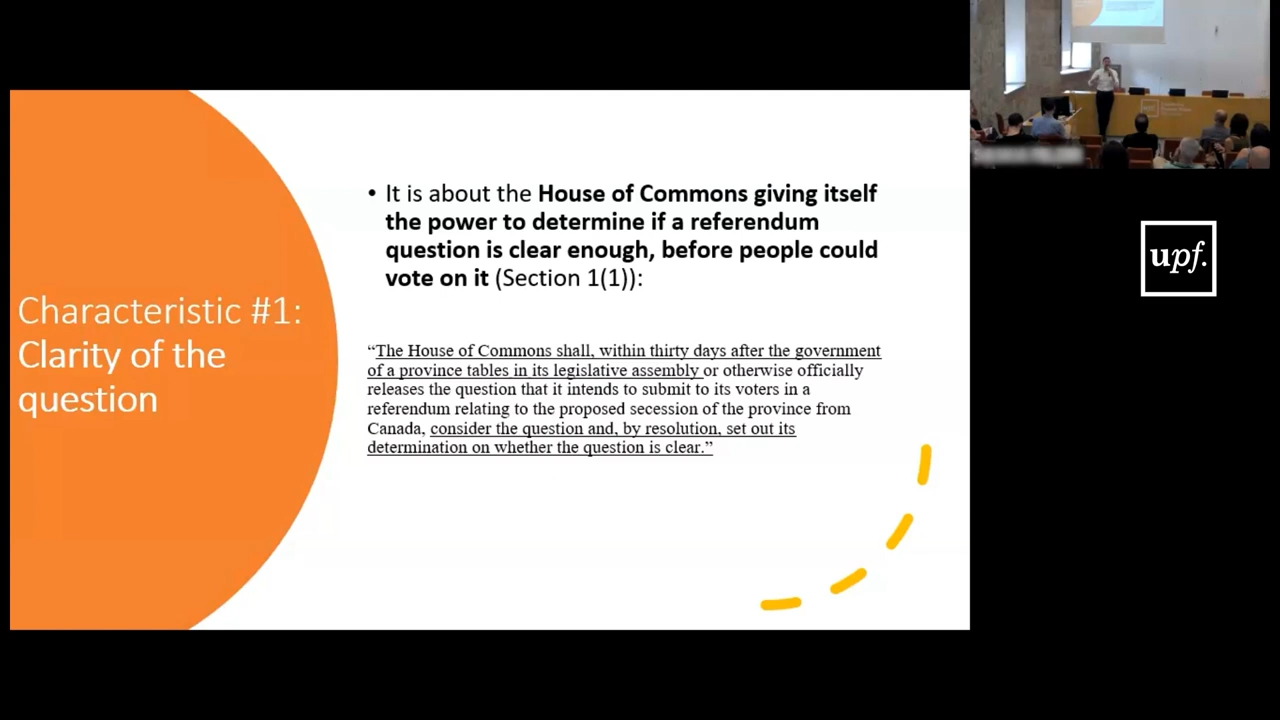 Characteristic #1:
Clarity of the
question
• It is about the House of Commons giving itself
the power to determine if a referendum
question is clear enough, before people could
vote on it (Section 1(1)):
“The House of Commons shall, within thirty days after the government
of a province tables in its legislative assembly or otherwise officially
releases the question that it intends to submit to its voters in a
referendum relating to the proposed secession of the province from
Canada, consider the question and, by resolution, set out its
determination on whether the question is clear.”
upf.
upf.